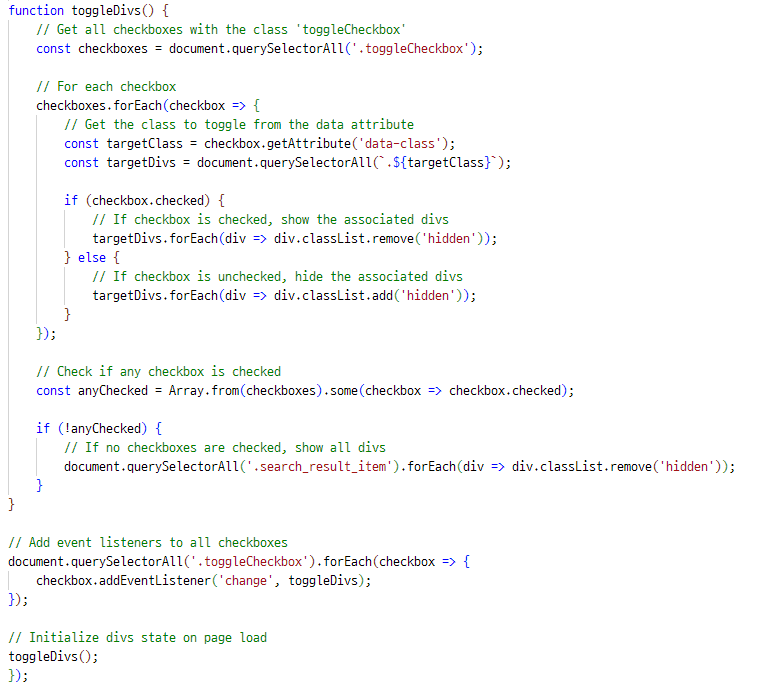 function toggleDivs() {
    // Get all checkboxes with the class 'toggleCheckbox'
    const checkboxes = document.querySelectorAll('.toggleCheckbox');

    // For each checkbox
    checkboxes.forEach(checkbox => {
        // Get the class to toggle from the data attribute
        const targetClass = checkbox.getAttribute('data-class');
        const targetDivs = document.querySelectorAll(`.${targetClass}`);

        if (checkbox.checked) {
            // If checkbox is checked, show the associated divs
            targetDivs.forEach(div => div.classList.remove('hidden'));
        } else {
            // If checkbox is unchecked, hide the associated divs
            targetDivs.forEach(div => div.classList.add('hidden'));
        }
    });

    // Check if any checkbox is checked
    const anyChecked = Array.from(checkboxes).some(checkbox => checkbox.checked);

    if (!anyChecked) {
        // If no checkboxes are checked, show all divs
        document.querySelectorAll('.search_result_item').forEach(div => div.classList.remove('hidden'));
    }
}

// Add event listeners to all checkboxes
document.querySelectorAll('.toggleCheckbox').forEach(checkbox => {
    checkbox.addEventListener('change', toggleDivs);
});

// Initialize divs state on page load
toggleDivs();
});